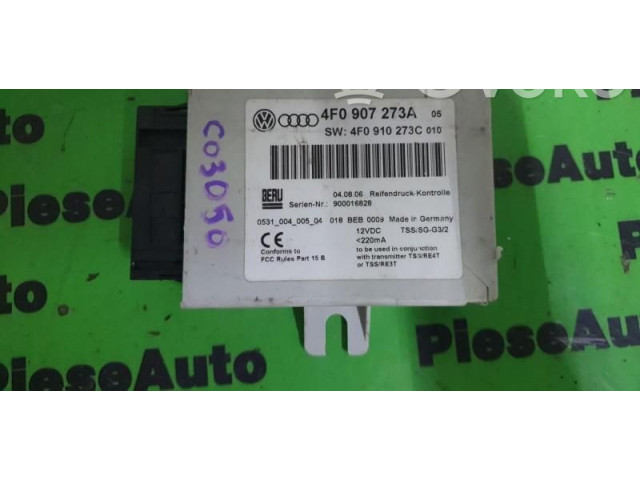 PieseAuto
PieseAuto
4F0 907 273A 05
SW: 4F0 910 273C 010
BERU
04.08.06 Reifendruck-Kontrolle
Serien-Nr.: 900016828
0531_004_005_04 018 BEB 0009 Made in Germany
CE
12VDC TSS/SG-G3/2
<220mA
Conforms to
FCC Rules Part 15 B
to be used in conjunction
with transmitter TSS/RE4T
or TSS/RE3T
C03050
PieseAuto
PieseAuto
PieseAuto